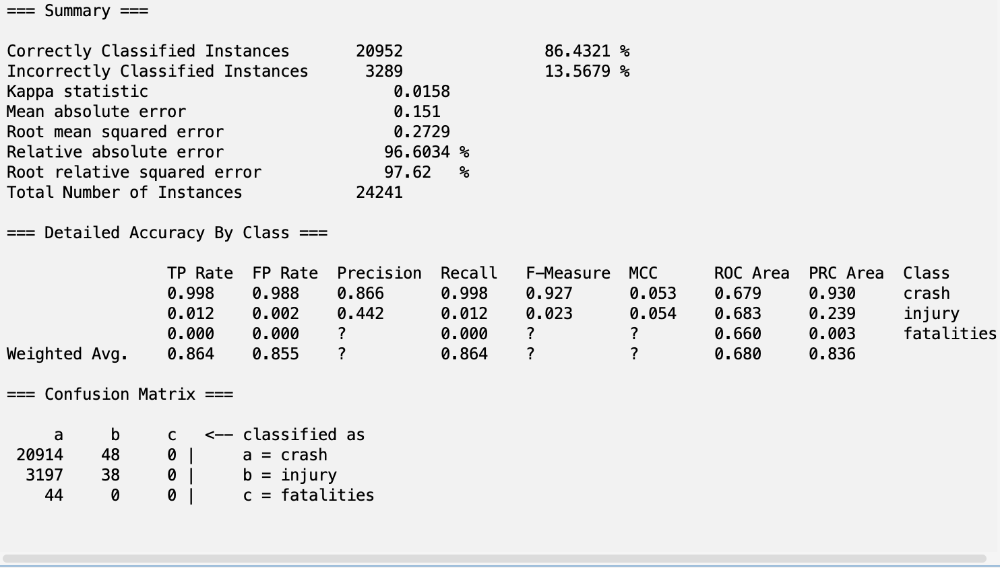 === Summary ===
Correctly Classified Instances 20952 86.4321 %
Incorrectly Classified Instances 3289 13.5679 %
Kappa statistic 0.0158
Mean absolute error 0.151
Root mean squared error 0.2729
Relative absolute error 96.6034 %
Root relative squared error 97.62 %
Total Number of Instances 24241
=== Detailed Accuracy By Class ===
TP Rate FP Rate Precision Recall F-Measure MCC ROC Area PRC Area Class
0.998 0.988 0.866 0.998 0.927 0.053 0.679 0.930 crash
0.012 0.002 0.442 0.012 0.023 0.054 0.683 0.239 injury
0.000 0.000 ? 0.000 ? ? 0.660 0.003 fatalities
Weighted Avg. 0.864 0.855 ? 0.864 ? ? 0.680 0.836
=== Confusion Matrix ===
a b c <-- classified as
20914 48 0 | a = crash
3197 38 0 | b = injury
44 0 0 | c = fatalities